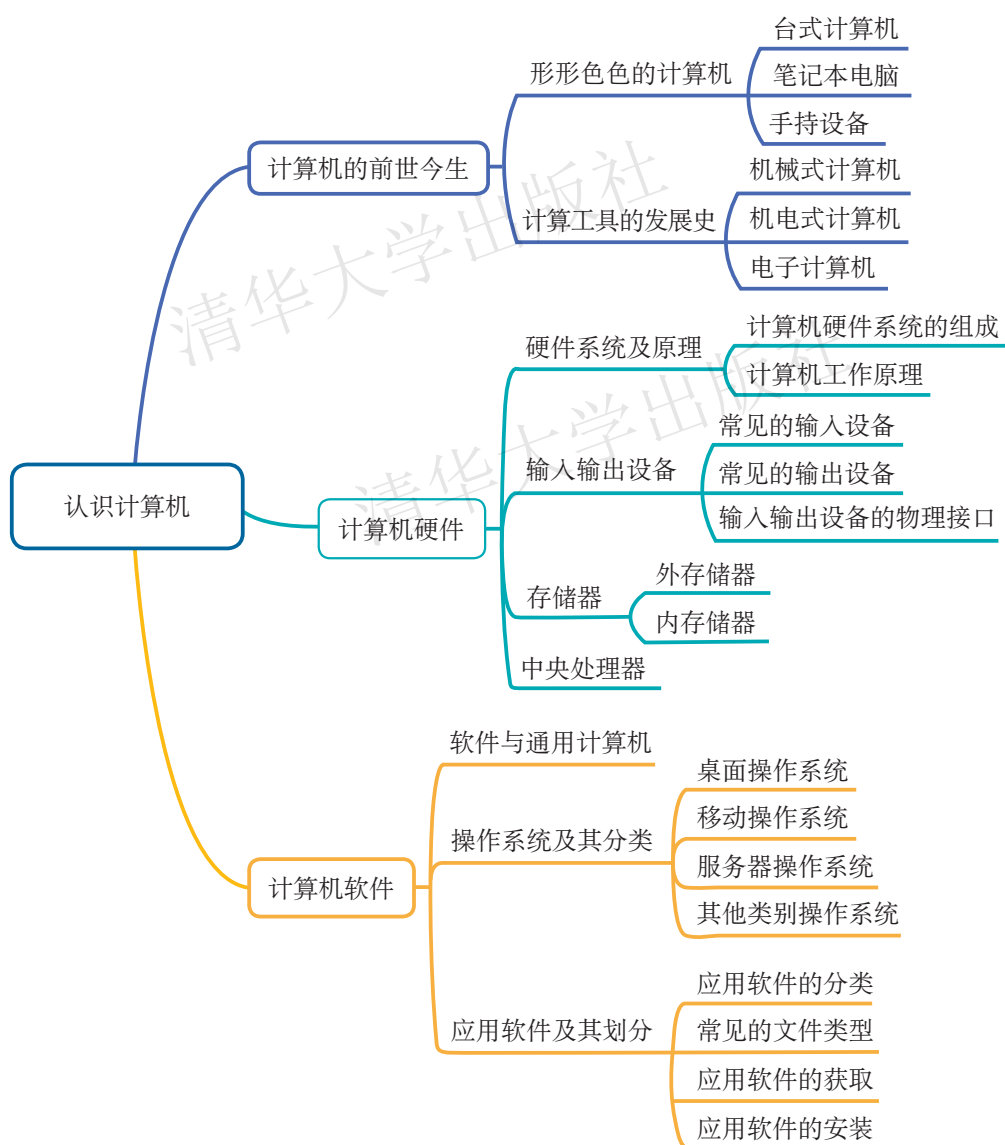 认识计算机
计算机的前世今生
形形色色的计算机
台式计算机
笔记本电脑
手持设备
计算工具的发展史
机械式计算机
机电式计算机
电子计算机
计算机硬件
硬件系统及原理
计算机硬件系统的组成
计算机工作原理
输入输出设备
常见的输入设备
常见的输出设备
输入输出设备的物理接口
存储器
外存储器
内存储器
中央处理器
计算机软件
软件与通用计算机
操作系统及其分类
桌面操作系统
移动操作系统
服务器操作系统
其他类别操作系统
应用软件及其划分
应用软件的分类
常见的文件类型
应用软件的获取
应用软件的安装
清华大学出版社
清华大学出版社